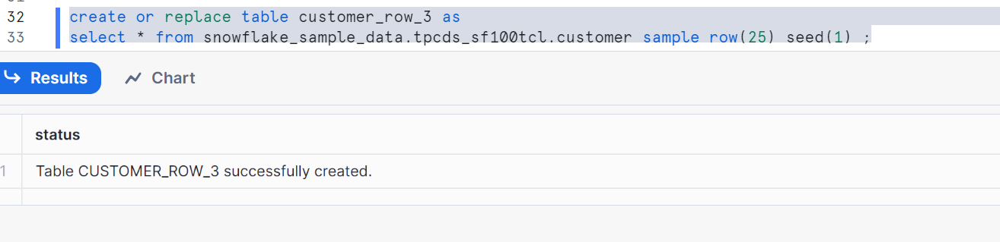 32 create or replace table customer_row_3 as
33 select * from snowflake_sample_data.tpcds_sf100tcl.customer sample row(25) seed(1) ;
Results Chart
status
1 Table CUSTOMER_ROW_3 successfully created.